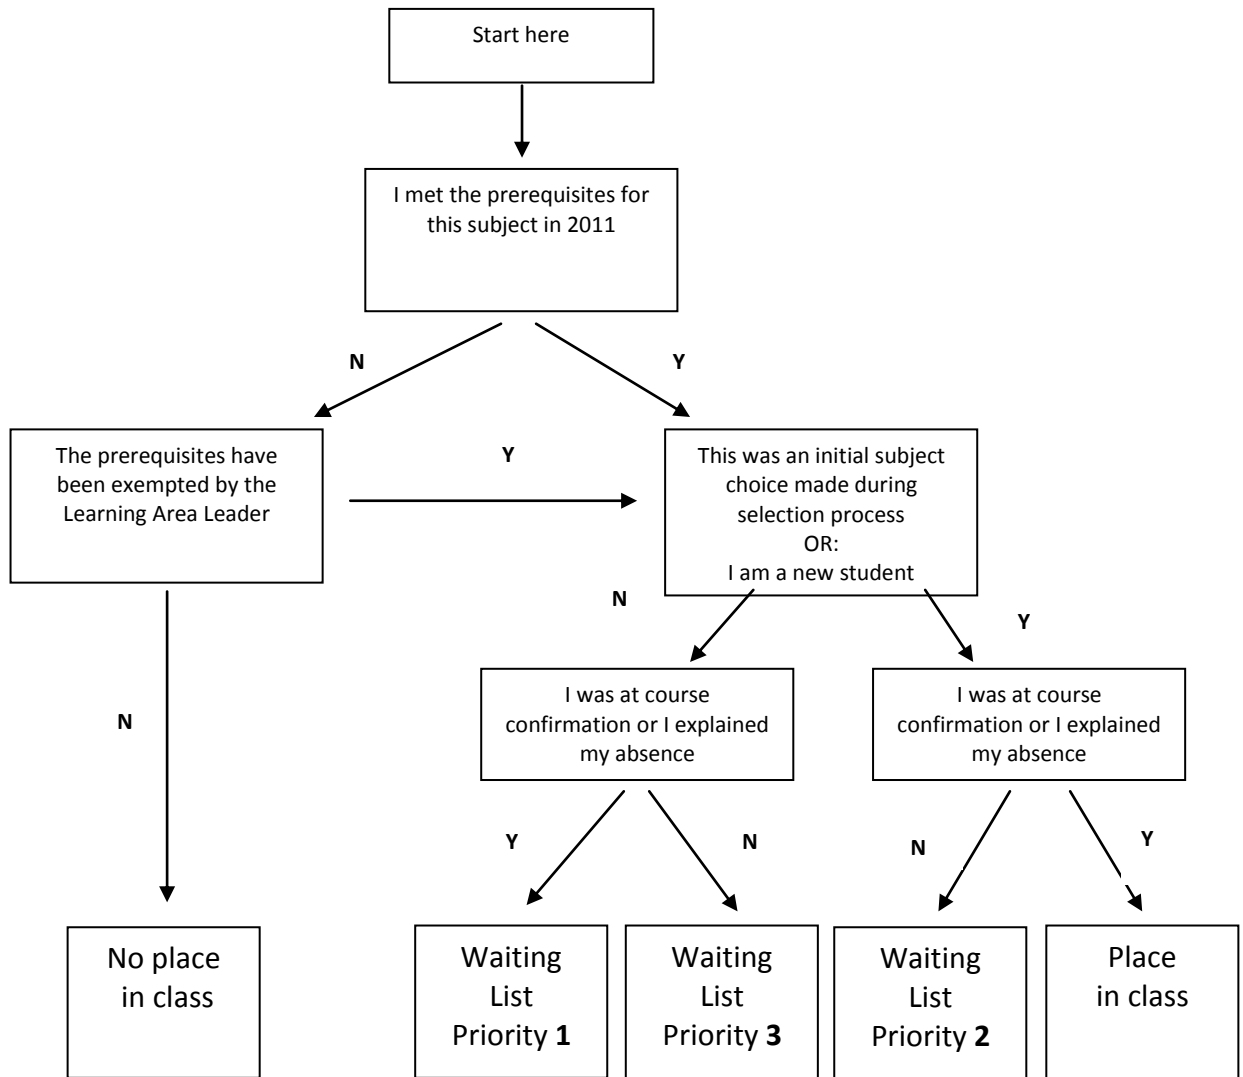 Start here
I met the prerequisites for
this subject in 2011
N
Y
The prerequisites have
been exempted by the
Learning Area Leader
Y
This was an initial subject
choice made during
selection process
OR:
I am a new student
N
Y
N
I was at course
confirmation or I explained
my absence
I was at course
confirmation or I explained
my absence
Y
N
N
Y
No place
in class
Waiting
List
Priority 1
Waiting
List
Priority 3
Waiting
List
Priority 2
Place
in class